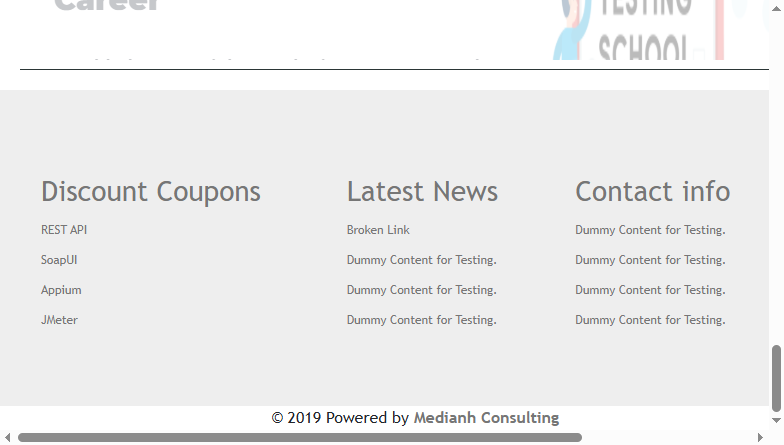 Career
TESTING
SCHOOL
Discount Coupons
REST API
SoapUI
Appium
JMeter
Latest News
Broken Link
Dummy Content for Testing.
Dummy Content for Testing.
Dummy Content for Testing.
Contact info
Dummy Content for Testing.
Dummy Content for Testing.
Dummy Content for Testing.
Dummy Content for Testing.
© 2019 Powered by Medianh Consulting